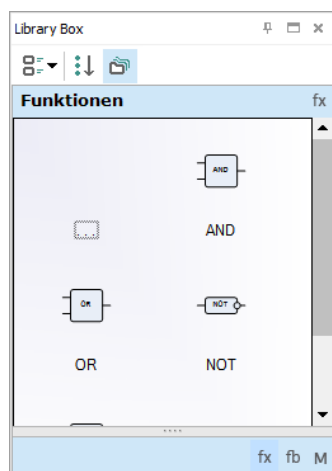 Library Box
Funktionen fx
[...]
AND
AND
OR
NOT
OR NOT
fx fb M